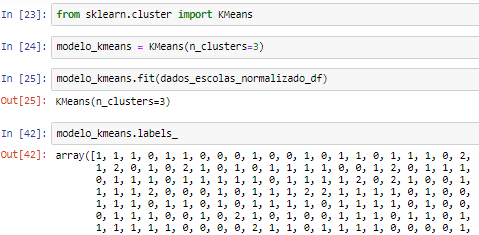 In [23]: from sklearn.cluster import KMeans
In [24]: modelo_kmeans = KMeans(n_clusters=3)
In [25]: modelo_kmeans.fit(dados_escolas_normalizado_df)
Out[25]: KMeans(n_clusters=3)
In [42]: modelo_kmeans.labels_
Out[42]: array([1, 1, 1, 0, 1, 1, 0, 0, 0, 1, 0, 0, 1, 0, 1, 1, 0, 1, 1, 1, 0, 2,
1, 2, 0, 1, 0, 2, 1, 0, 1, 0, 1, 1, 0, 1, 1, 0, 0, 1, 2, 0, 1, 1, 1,
0, 1, 1, 1, 0, 1, 1, 1, 1, 1, 0, 1, 1, 1, 1, 2, 0, 2, 1, 0, 0, 1,
1, 1, 1, 2, 0, 0, 0, 1, 0, 1, 1, 1, 2, 2, 1, 1, 1, 1, 0, 1, 0, 0,
1, 1, 1, 0, 1, 1, 0, 1, 1, 0, 1, 1, 1, 0, 1, 1, 1, 1, 0, 1, 0, 0,
0, 1, 1, 1, 0, 0, 1, 0, 2, 1, 0, 1, 0, 0, 1, 1, 0, 1, 1, 0, 1, 1,
1, 1, 1, 1, 1, 0, 0, 0, 0, 2, 1, 1, 0, 1, 1, 1, 1, 0, 0, 0, 0, 1,